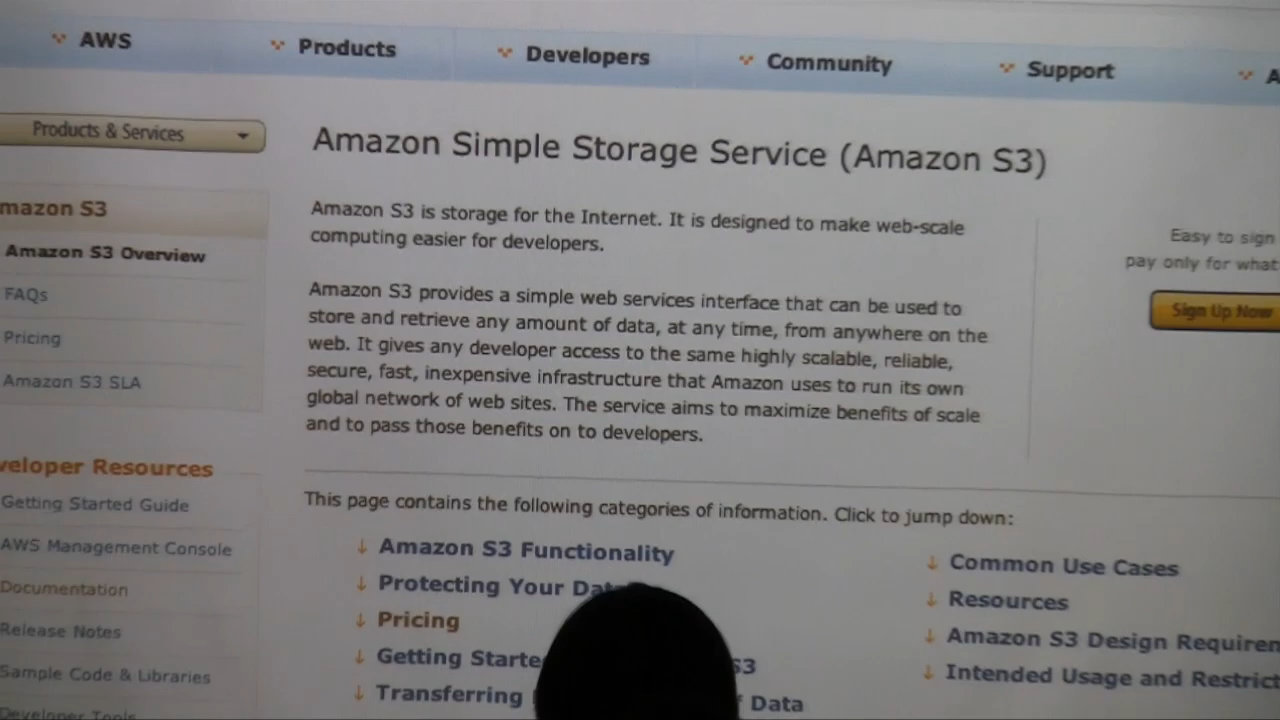 AWS
Products
Developers
Community
Support
Products & Services
Amazon Simple Storage Service (Amazon S3)
mazon S3
Amazon S3 Overview
FAQs
Pricing
Amazon S3 SLA
Amazon S3 is storage for the Internet. It is designed to make web-scale
computing easier for developers.
Amazon S3 provides a simple web services interface that can be used to
store and retrieve any amount of data, at any time, from anywhere on the
web. It gives any developer access to the same highly scalable, reliable,
secure, fast, inexpensive infrastructure that Amazon uses to run its own
global network of web sites. The service aims to maximize benefits of scale
and to pass those benefits on to developers.
Easy to sign
pay only for what
Sign Up Now
veloper Resources
Getting Started Guide
AWS Management Console
Documentation
Release Notes
Sample Code & Libraries
Developer Tools
This page contains the following categories of information. Click to jump down:
Amazon S3 Functionality
Protecting Your Data
Pricing
Getting Starte S3
Transferring Data
Common Use Cases
Resources
Amazon S3 Design Requirem
Intended Usage and Restrict